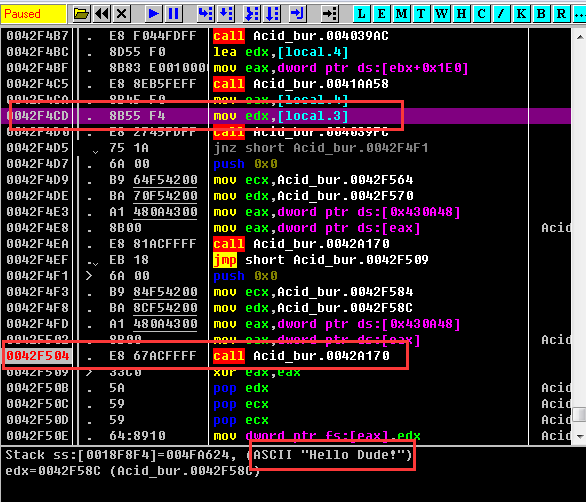 Paused L E M T W H C / K B R ...
0042F4B7 . E8 F044FDFF call Acid_bur.004039AC
0042F4BC . 8D55 F0 lea edx,[local.4]
0042F4BF . 8B83 E0010000 mov eax,dword ptr ds:[ebx+0x1E0]
0042F4C5 . E8 8EB5FEFF call Acid_bur.0041AA58
0042F4CA . 8B45 F0 mov eax,[local.4]
0042F4CD . 8B55 F4 mov edx,[local.3]
0042F4D0 . E8 2745FDFF call Acid_bur.004039FC
0042F4D5 . 75 1A jnz short Acid_bur.0042F4F1
0042F4D7 . 6A 00 push 0x0
0042F4D9 . B9 64F54200 mov ecx,Acid_bur.0042F564
0042F4DE . BA 70F54200 mov edx,Acid_bur.0042F570
0042F4E3 . A1 480A4300 mov eax,dword ptr ds:[0x430A48]
0042F4E8 . 8B00 mov eax,dword ptr ds:[eax] Acid
0042F4EA . E8 81ACFFFF call Acid_bur.0042A170
0042F4EF . EB 18 jmp short Acid_bur.0042F509
0042F4F1 > 6A 00 push 0x0
0042F4F3 . B9 84F54200 mov ecx,Acid_bur.0042F584
0042F4F8 . BA 8CF54200 mov edx,Acid_bur.0042F58C
0042F4FD . A1 480A4300 mov eax,dword ptr ds:[0x430A48]
0042F502 . 8B00 mov eax,dword ptr ds:[eax] Acid
0042F504 . E8 67ACFFFF call Acid_bur.0042A170
0042F509 > 33C0 xor eax,eax
0042F50B . 5A pop edx Acid
0042F50C . 59 pop ecx Acid
0042F50D . 59 pop ecx Acid
0042F50E . 64:8910 mov dword ptr fs:[eax],edx Acid
Stack ss:[0018F8F4]=004FA624, (ASCII "Hello Dude!")
edx=0042F58C (Acid_bur.0042F58C)